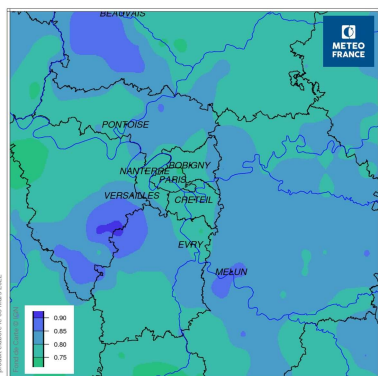 BEAUVAIS
METEO
FRANCE
PONTOISE
BOBIGNY
NANTERRE
PARIS
VERSAILLES
CRETEIL
EVRY
MELUN
0.90
0.85
0.80
0.75